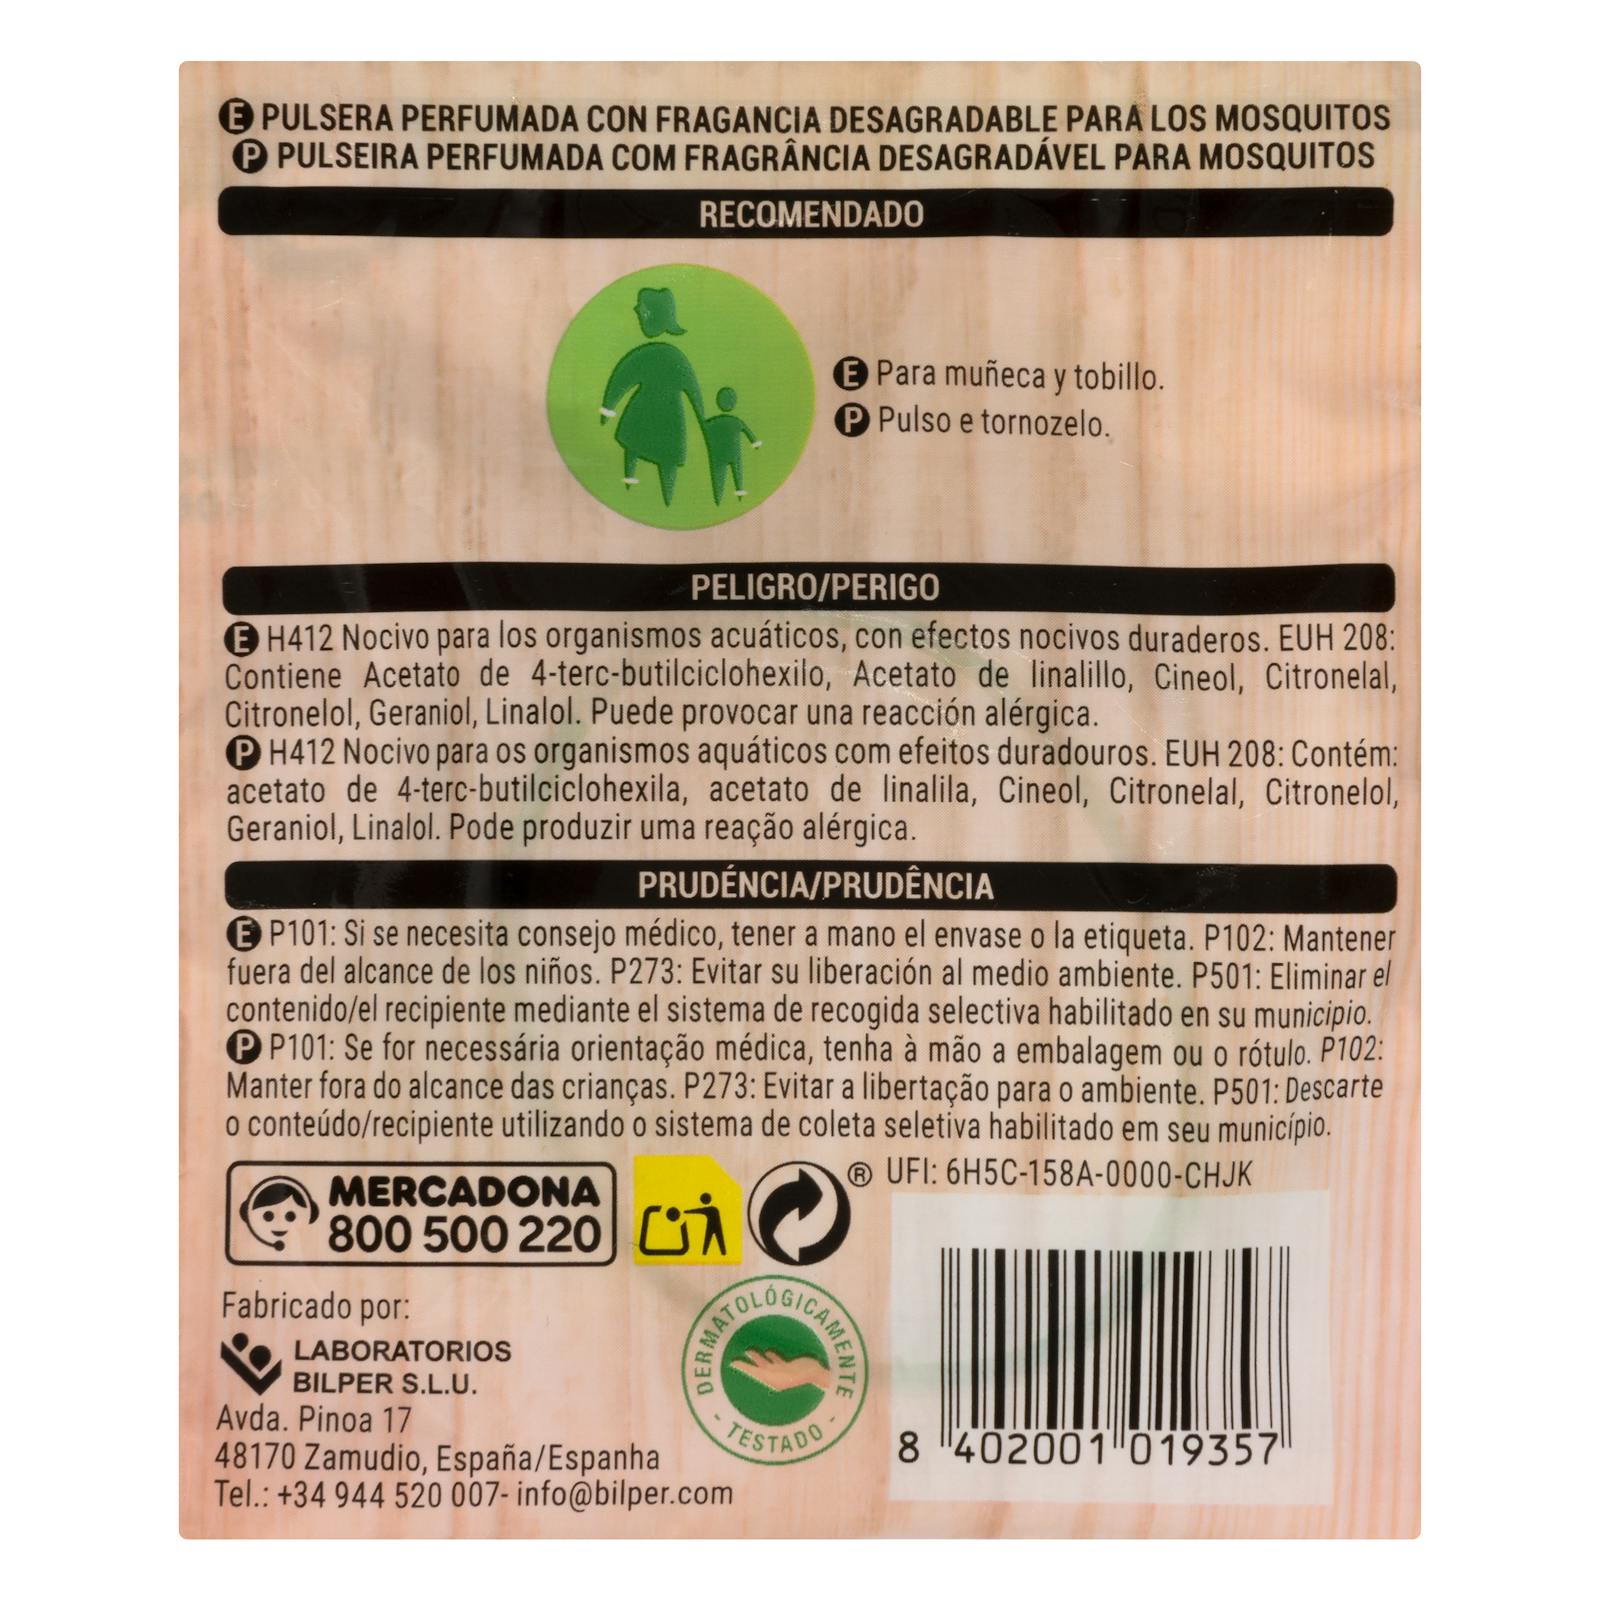 E PULSERA PERFUMADA CON FRAGANCIA DESAGRADABLE PARA LOS MOSQUITOS
P PULSEIRA PERFUMADA COM FRAGRÂNCIA DESAGRADÁVEL PARA MOSQUITOS
RECOMENDADO
E Para muñeca y tobillo.
P Pulso e tornozelo.
PELIGRO/PERIGO
E H412 Nocivo para los organismos acuáticos, con efectos nocivos duraderos. EUH 208:
Contiene Acetato de 4-terc-butilciclohexilo, Acetato de linalillo, Cineol, Citronelal,
Citronelol, Geraniol, Linalol. Puede provocar una reacción alérgica.
P H412 Nocivo para os organismos aquáticos com efeitos duradouros. EUH 208: Contém:
acetato de 4-terc-butilciclohexila, acetato de linalila, Cineol, Citronelal, Citronelol,
Geraniol, Linalol. Pode produzir uma reação alérgica.
PRUDÉNCIA/PRUDÊNCIA
E P101: Si se necesita consejo médico, tener a mano el envase o la etiqueta. P102: Mantener
fuera del alcance de los niños. P273: Evitar su liberación al medio ambiente. P501: Eliminar el
contenido/el recipiente mediante el sistema de recogida selectiva habilitado en su municipio.
P P101: Se for necessária orientação médica, tenha à mão a embalagem ou o rótulo. P102:
Manter fora do alcance das crianças. P273: Evitar a libertação para o ambiente. P501: Descarte
o conteúdo/recipiente utilizando o sistema de coleta seletiva habilitado em seu município.
MERCADONA
800 500 220
® UFI: 6H5C-158A-0000-CHJK
Fabricado por:
LABORATORIOS
BILPER S.L.U.
Avda. Pinoa 17
48170 Zamudio, España/Espanha
Tel.: +34 944 520 007- info@bilper.com
DERMATOLÓGICAMENTE
- TESTADO -
8 402001 019357